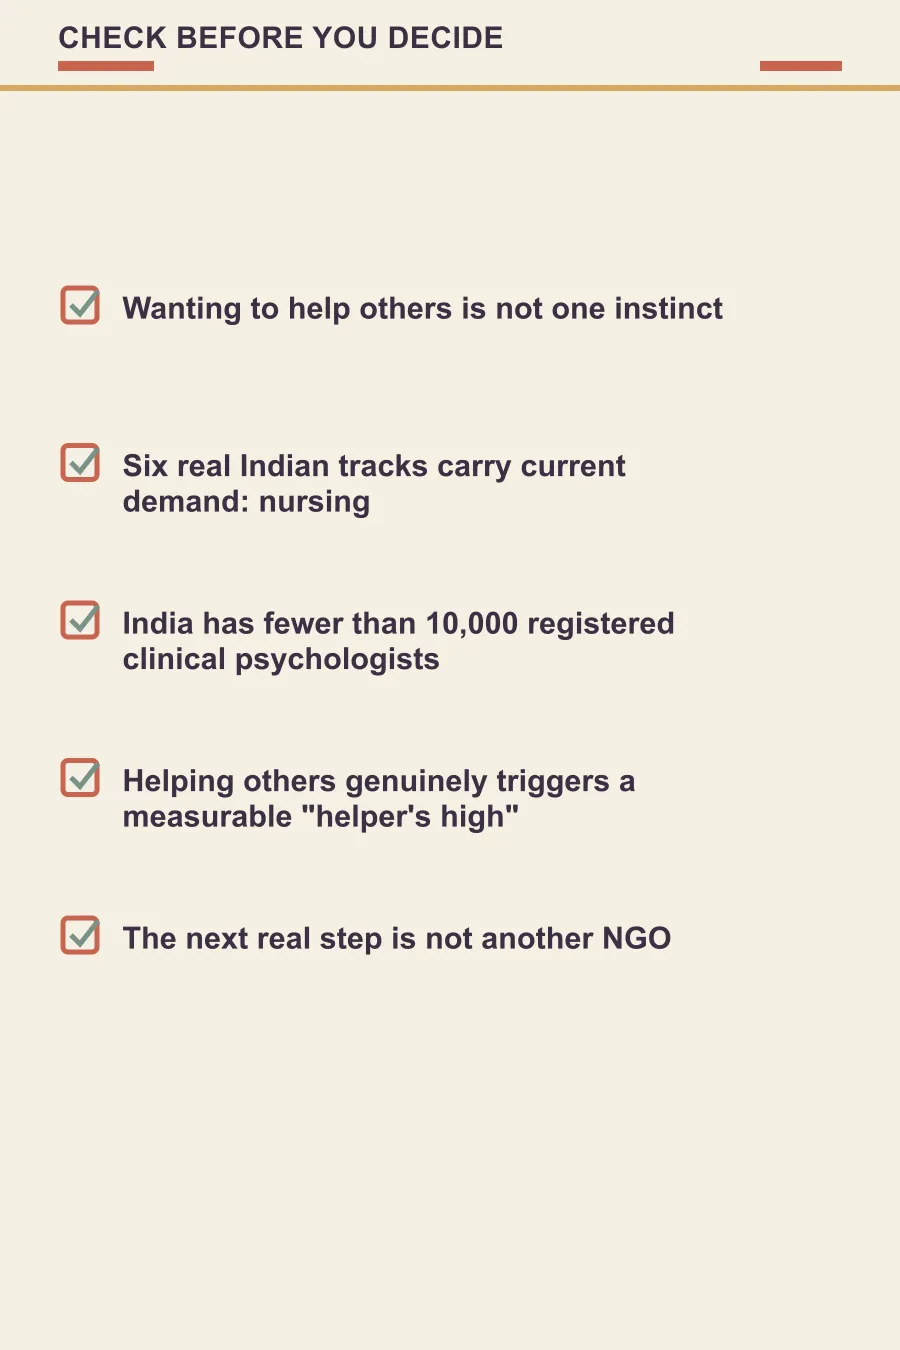 CHECK BEFORE YOU DECIDE
Wanting to help others is not one instinct
Six real Indian tracks carry current
demand: nursing
India has fewer than 10,000 registered
clinical psychologists
Helping others genuinely triggers a
measurable "helper's high"
The next real step is not another NGO